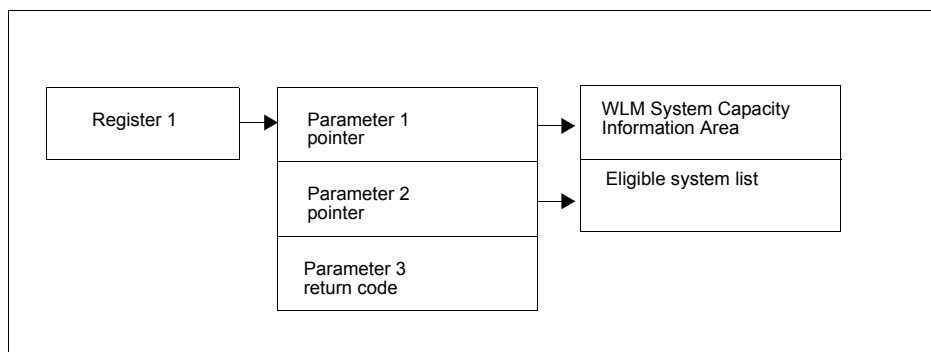 Register 1
Parameter 1
pointer
WLM System Capacity
Information Area
Parameter 2
pointer
Eligible system list
Parameter 3
return code